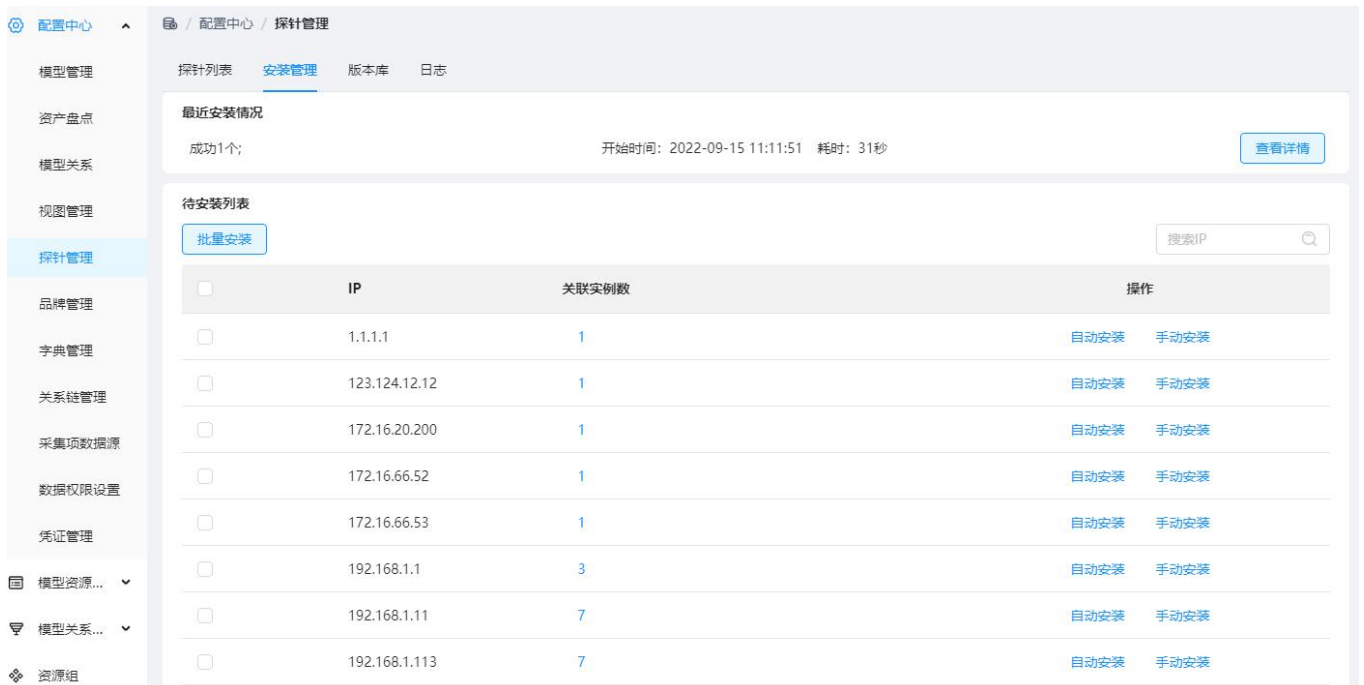 配置中心
模型管理
资产盘点
模型关系
视图管理
探针管理
品牌管理
字典管理
关系链管理
采集项数据源
数据权限设置
凭证管理
模型资源...
模型关系...
资源组
/ 配置中心 / 探针管理
探针列表 安装管理 版本库 日志
最近安装情况
成功1个; 开始时间：2022-09-15 11:11:51 耗时：31秒 查看详情
待安装列表
批量安装 搜索IP
IP 关联实例数 操作
1.1.1.1 1 自动安装 手动安装
123.124.12.12 1 自动安装 手动安装
172.16.20.200 1 自动安装 手动安装
172.16.66.52 1 自动安装 手动安装
172.16.66.53 1 自动安装 手动安装
192.168.1.1 3 自动安装 手动安装
192.168.1.11 7 自动安装 手动安装
192.168.1.113 7 自动安装 手动安装